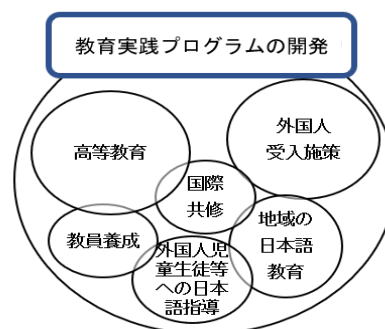 教育実践プログラムの開発
高等教育
外国人
受入施策
国際
共修
教員養成
外国人児
童生徒等
への日本
語指導
地域の
日本語
教育